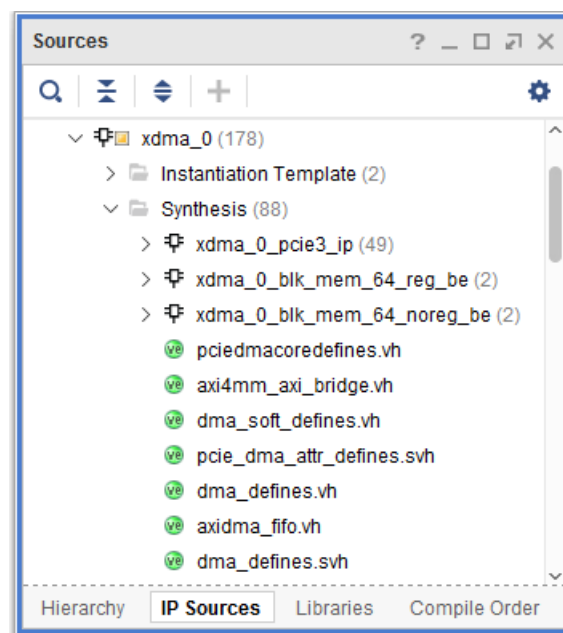 Sources
xdma_0 (178)
Instantiation Template (2)
Synthesis (88)
xdma_0_pcie3_ip (49)
xdma_0_blk_mem_64_reg_be (2)
xdma_0_blk_mem_64_noreg_be (2)
pciedmacoredefines.vh
axi4mm_axi_bridge.vh
dma_soft_defines.vh
pcie_dma_attr_defines.svh
dma_defines.vh
axidma_fifo.vh
dma_defines.svh
Hierarchy IP Sources Libraries Compile Order